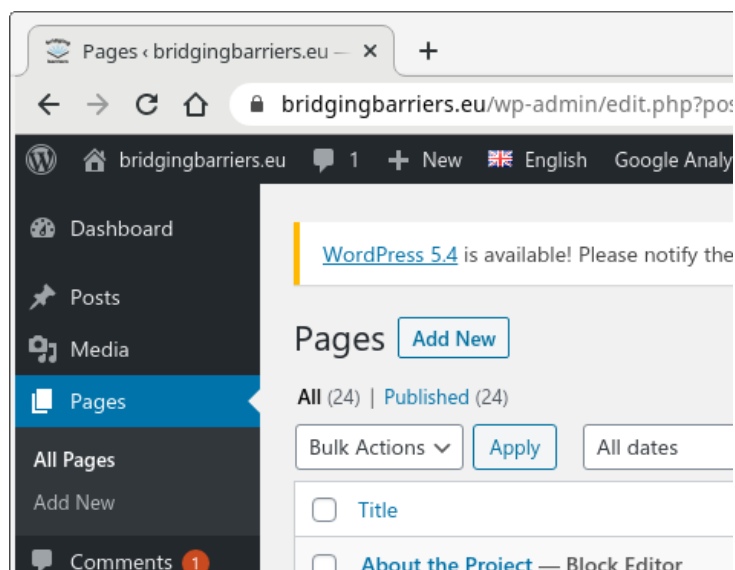 Pages ‹ bridgingbarriers.eu —
bridgingbarriers.eu/wp-admin/edit.php?pos
bridgingbarriers.eu 1 New English Google Analy
Dashboard
WordPress 5.4 is available! Please notify the
Posts
Media
Pages
All Pages
Add New
Comments 1
Pages Add New
All (24) | Published (24)
Bulk Actions Apply All dates
Title
About the Project — Block Editor